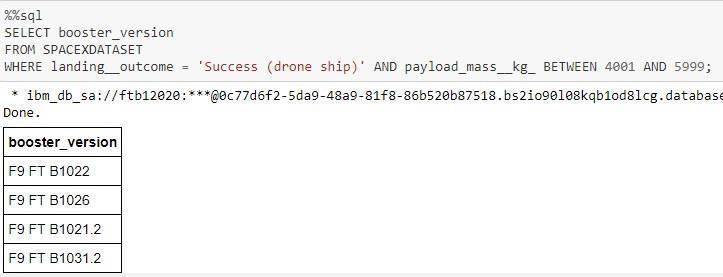 %%sql
SELECT booster_version
FROM SPACEXDATASET
WHERE landing__outcome = 'Success (drone ship)' AND payload_mass__kg_ BETWEEN 4001 AND 5999;
* ibm_db_sa://ftb12020:***@0c77d6f2-5da9-48a9-81f8-86b520b87518.bs2io90l08kqb1od8lcg.database
Done.
booster_version
F9 FT B1022
F9 FT B1026
F9 FT B1021.2
F9 FT B1031.2